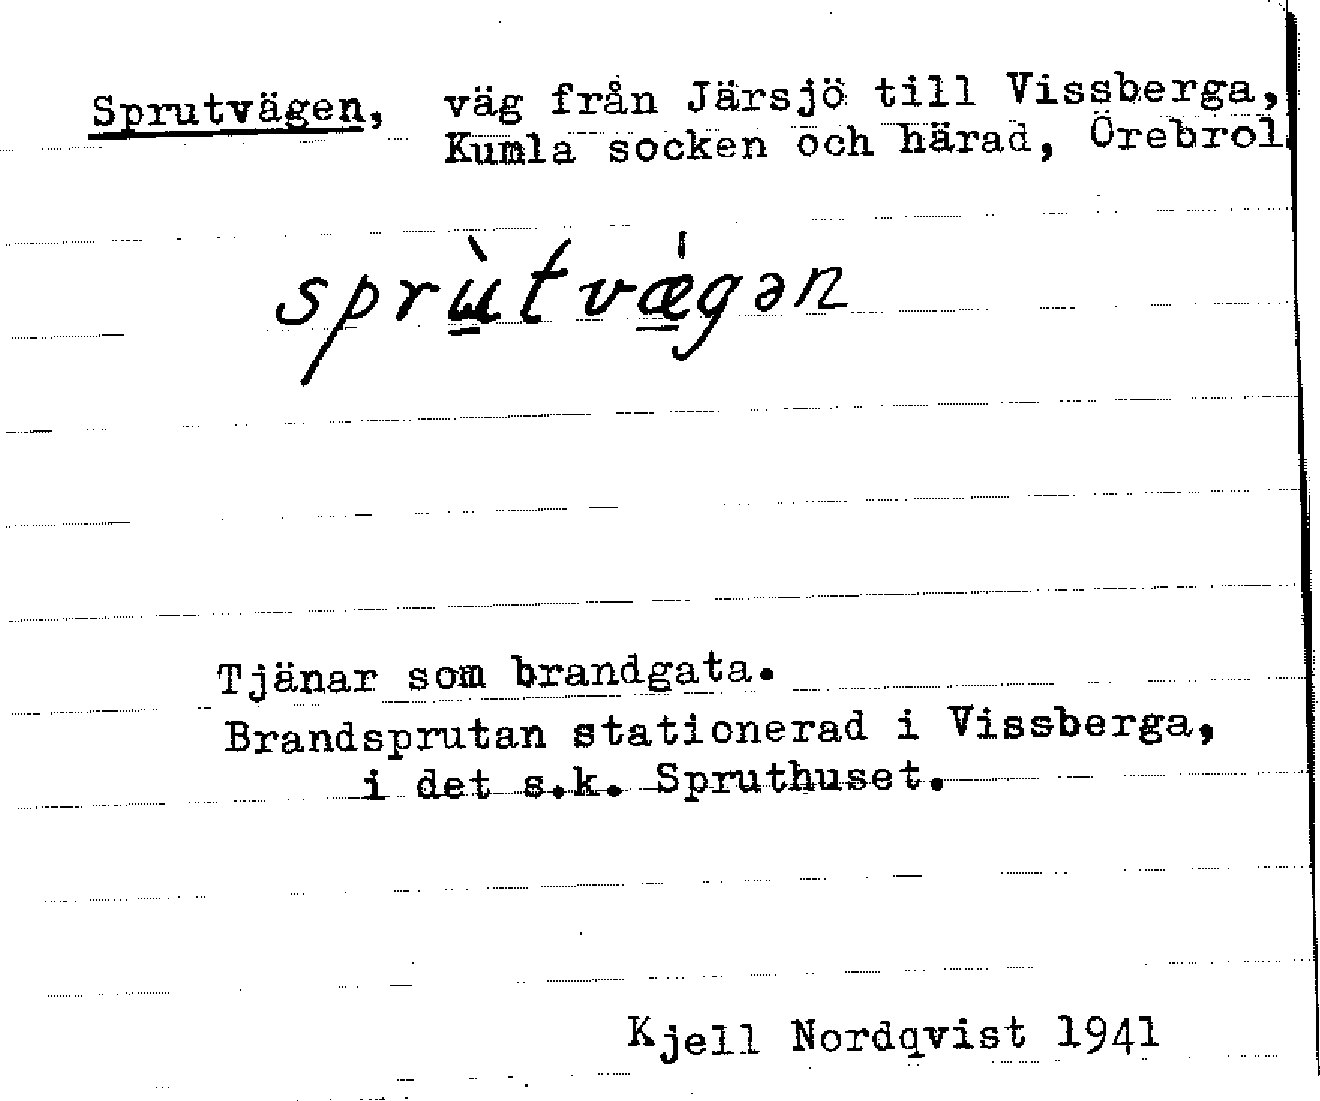 Sprutvägen, väg från Järsjö till Vissberga,
Kumla socken och härad, Örebrol
sprùtvǽgən
Tjänar som brandgata.
Brandsprutan stationerad i Vissberga,
i det s.k. Spruthuset.
Kjell Nordqvist 1941